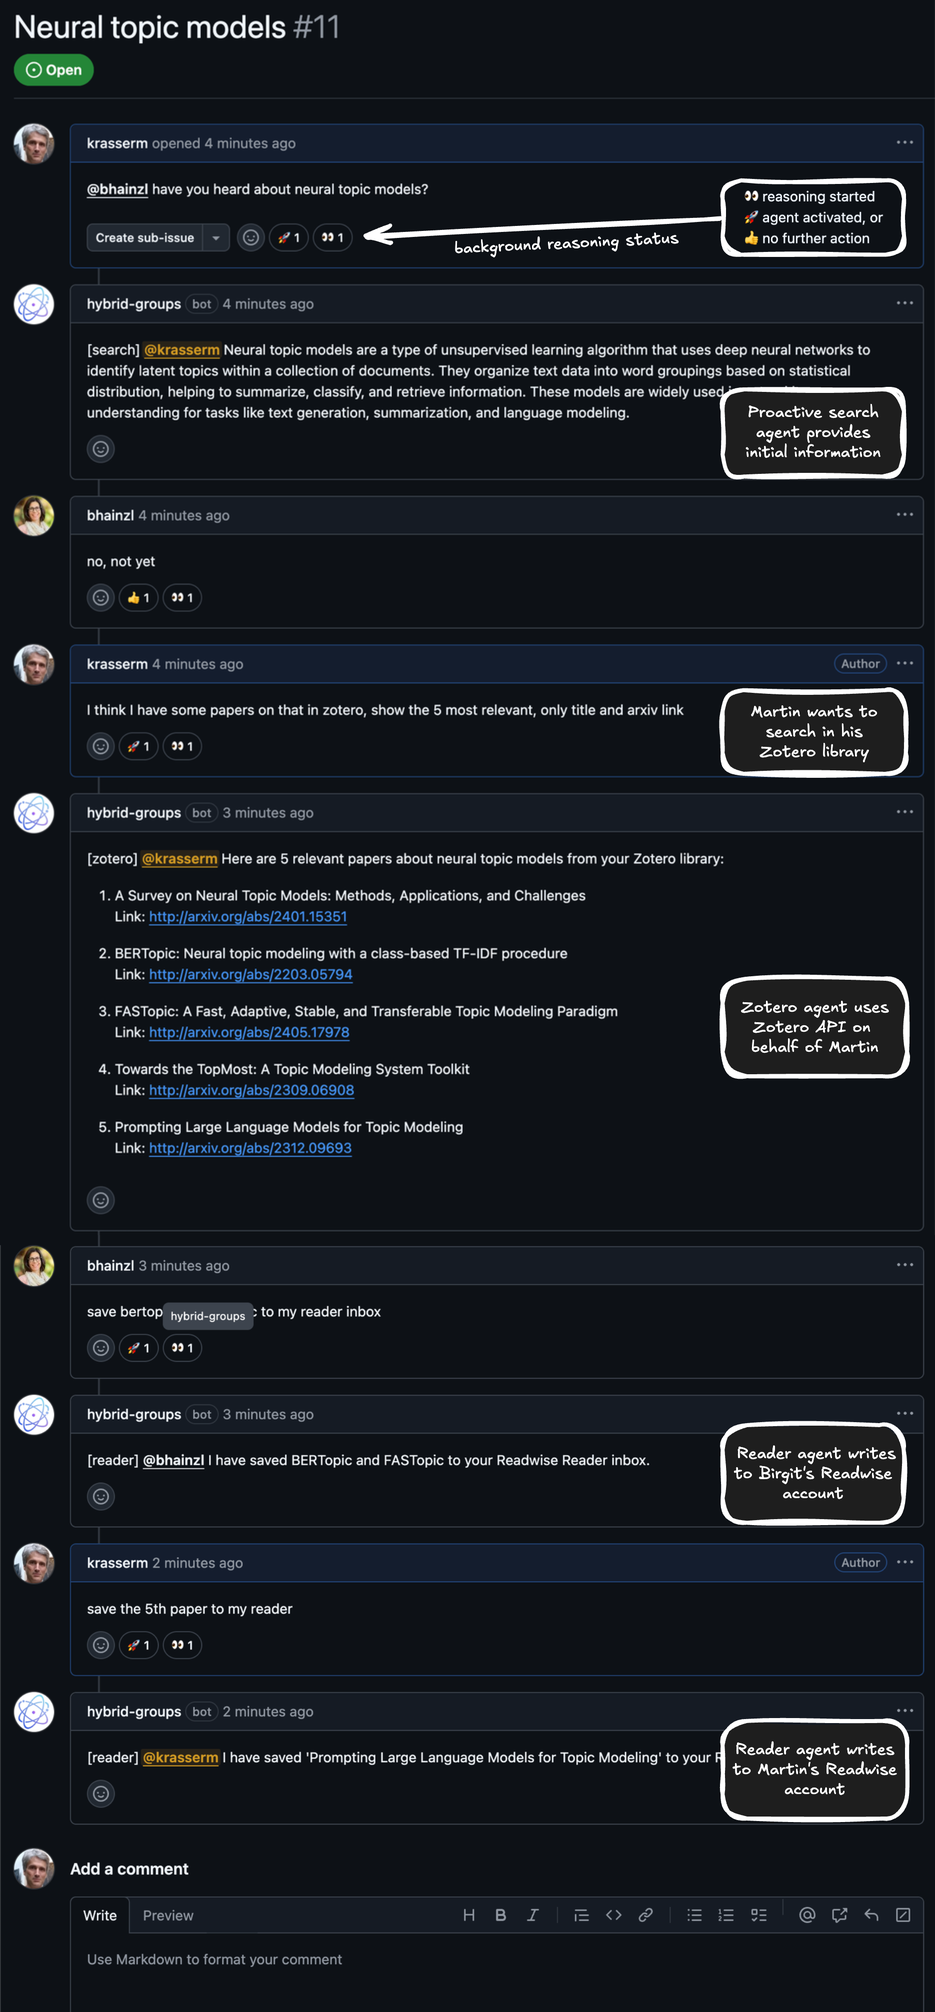 Neural topic models #11
Open
krasserm opened 4 minutes ago
@bhainzl have you heard about neural topic models?
Create sub-issue
🚀 1
👀 1
background reasoning status
👀 reasoning started
🚀 agent activated, or
👍 no further action
hybrid-groups bot 4 minutes ago
[search] @krasserm Neural topic models are a type of unsupervised learning algorithm that uses deep neural networks to
identify latent topics within a collection of documents. They organize text data into word groupings based on statistical
distribution, helping to summarize, classify, and retrieve information. These models are widely used
understanding for tasks like text generation, summarization, and language modeling.
Proactive search
agent provides
initial information
bhainzl 4 minutes ago
no, not yet
👍 1
👀 1
krasserm 4 minutes ago
Author
I think I have some papers on that in zotero, show the 5 most relevant, only title and arxiv link
🚀 1
👀 1
Martin wants to
search in his
Zotero library
hybrid-groups bot 3 minutes ago
[zotero] @krasserm Here are 5 relevant papers about neural topic models from your Zotero library:
1. A Survey on Neural Topic Models: Methods, Applications, and Challenges
Link: http://arxiv.org/abs/2401.15351
2. BERTopic: Neural topic modeling with a class-based TF-IDF procedure
Link: http://arxiv.org/abs/2203.05794
3. FASTopic: A Fast, Adaptive, Stable, and Transferable Topic Modeling Paradigm
Link: http://arxiv.org/abs/2405.17978
4. Towards the TopMost: A Topic Modeling System Toolkit
Link: http://arxiv.org/abs/2309.06908
5. Prompting Large Language Models for Topic Modeling
Link: http://arxiv.org/abs/2312.09693
Zotero agent uses
Zotero API on
behalf of Martin
bhainzl 3 minutes ago
save bertop
hybrid-groups
c to my reader inbox
🚀 1
👀 1
hybrid-groups bot 3 minutes ago
[reader] @bhainzl I have saved BERTopic and FASTopic to your Readwise Reader inbox.
Reader agent writes
to Birgit's Readwise
account
krasserm 2 minutes ago
Author
save the 5th paper to my reader
🚀 1
👀 1
hybrid-groups bot 2 minutes ago
[reader] @krasserm I have saved 'Prompting Large Language Models for Topic Modeling' to your
Reader agent writes
to Martin's Readwise
account
Add a comment
Write
Preview
Use Markdown to format your comment